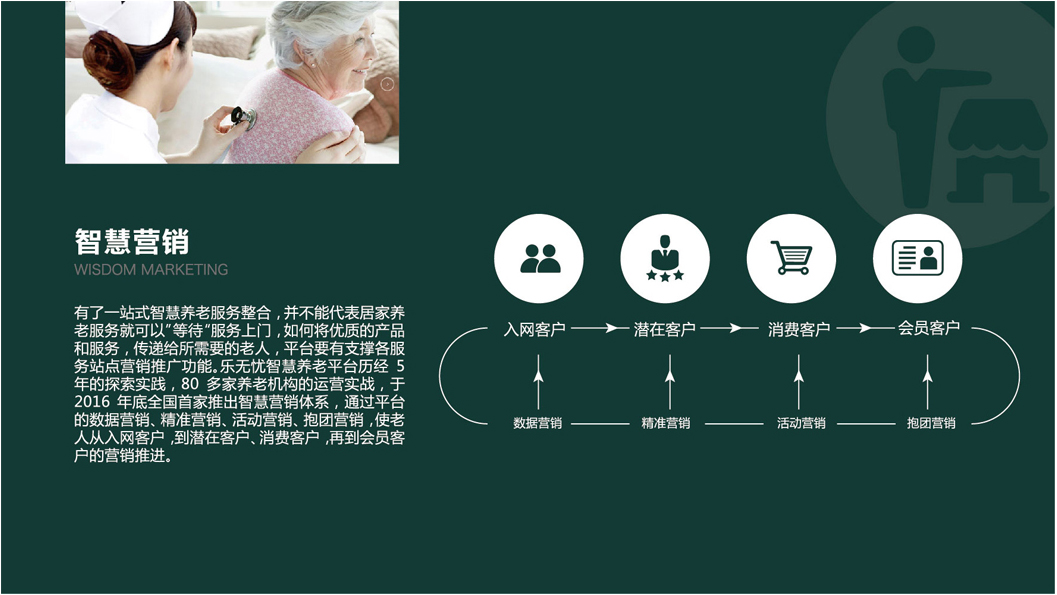 智慧营销
WISDOM MARKETING
有了一站式智慧养老服务整合，并不能代表居家养
老服务就可以"等待"服务上门，如何将优质的产品
和服务，传递给所需要的老人，平台要有支撑各服
务站点营销推广功能。乐无忧智慧养老平台历经 5
年的探索实践，80 多家养老机构的运营实战，于
2016 年底全国首家推出智慧营销体系，通过平台
的数据营销、精准营销、活动营销、抱团营销，使老
人从入网客户，到潜在客户、消费客户，再到会员客
户的营销推进。
入网客户 潜在客户 消费客户 会员客户
数据营销 精准营销 活动营销 抱团营销